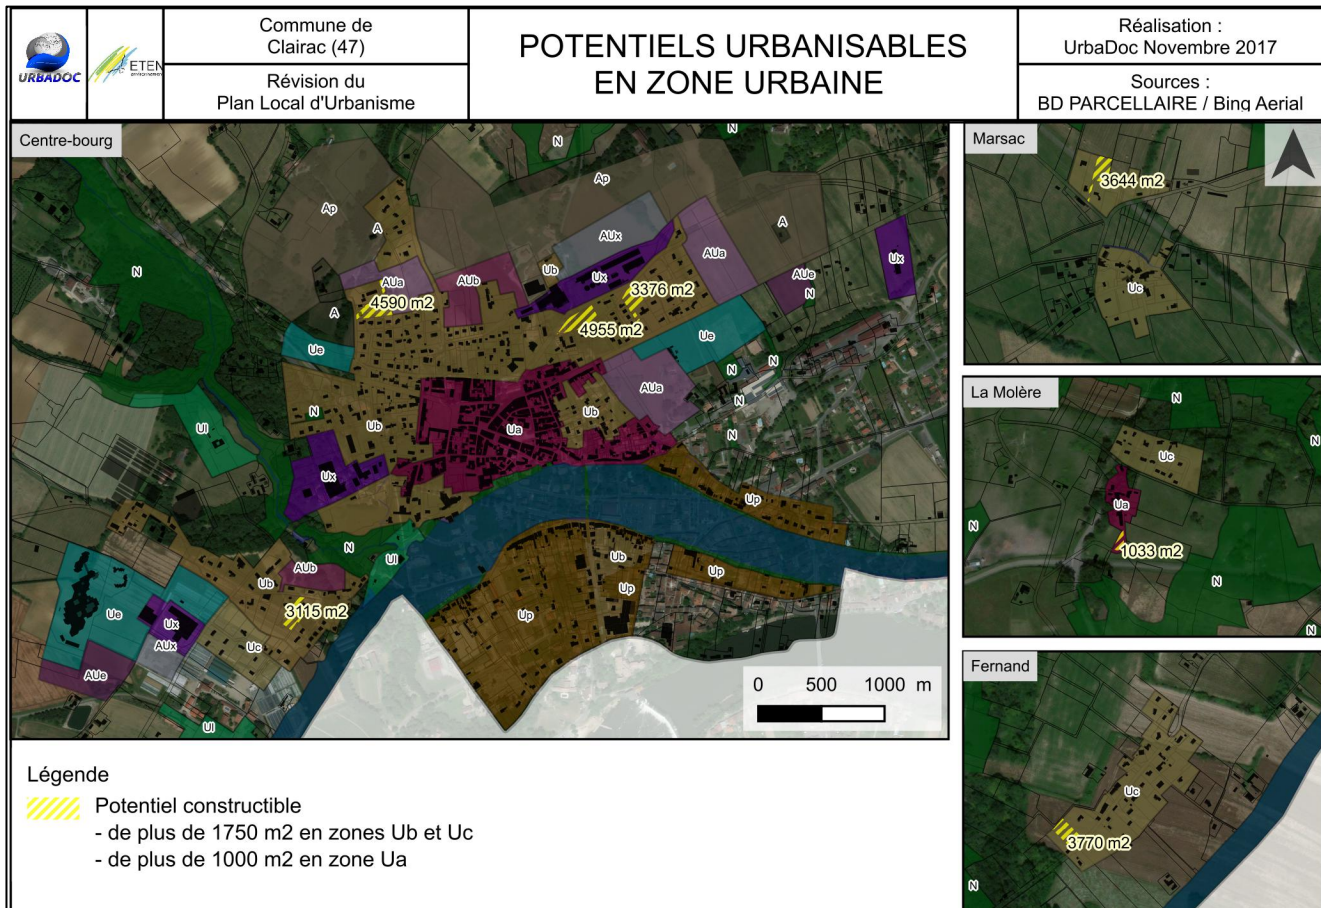 URBADOC
ETEN
environnement
Commune de
Clairac (47)
Révision du
Plan Local d'Urbanisme
POTENTIELS URBANISABLES
EN ZONE URBAINE
Réalisation :
UrbaDoc Novembre 2017
Sources :
BD PARCELLAIRE / Bing Aerial
Centre-bourg
N
N
Ap
Ap
A
A
AUx
AUa
AUb
Ub
Ux
AUa
AUe
N
Ux
N
4590 m2
3376 m2
4955 m2
A
Ue
Ue
N
N
N
N
AUa
N
Ub
Ua
Ub
Ul
Ux
Up
N
Ul
AUb
Ub
Ub
Up
Up
Up
3115 m2
Ue
Ux
AUx
Uc
AUe
Ul
0 500 1000 m
Marsac
3644 m2
Uc
La Molère
N
N
Uc
Ua
N
1033 m2
N
N
Fernand
Uc
3770 m2
N
Légende
Potentiel constructible
- de plus de 1750 m2 en zones Ub et Uc
- de plus de 1000 m2 en zone Ua